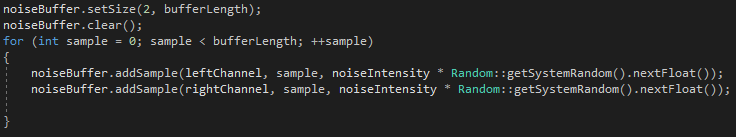 noiseBuffer.setSize(2, bufferLength);
noiseBuffer.clear();
for (int sample = 0; sample < bufferLength; ++sample)
{
noiseBuffer.addSample(leftChannel, sample, noiseIntensity * Random::getSystemRandom().nextFloat());
noiseBuffer.addSample(rightChannel, sample, noiseIntensity * Random::getSystemRandom().nextFloat());
}